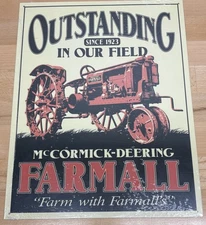 OUTSTANDING
SINCE 1923
IN OUR FIELD
MCCORMICK-DEERING
FARMALL
"Farm with Farmall's"